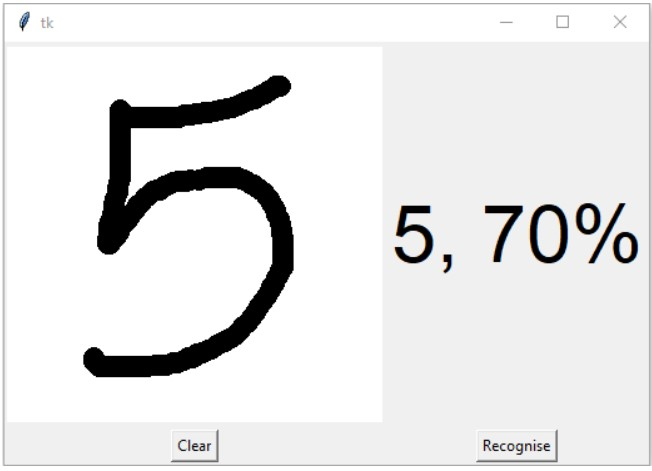 tk
5
5, 70%
Clear
Recognise